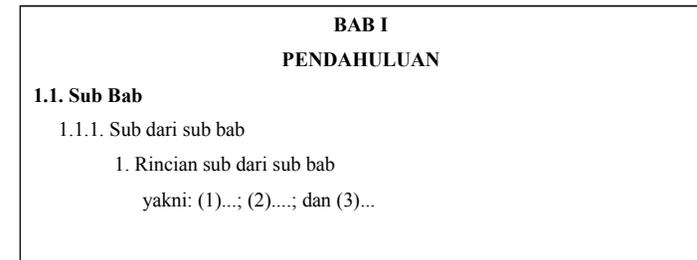 BAB I
PENDAHULUAN
1.1. Sub Bab
1.1.1. Sub dari sub bab
1. Rincian sub dari sub bab
yakni: (1)...; (2)....; dan (3)...